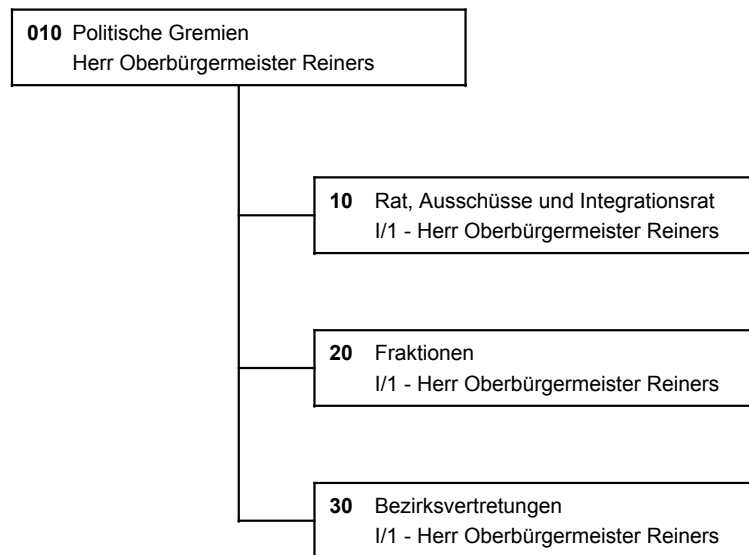 010 Politische Gremien
Herr Oberbürgermeister Reiners
10 Rat, Ausschüsse und Integrationsrat
I/1 - Herr Oberbürgermeister Reiners
20 Fraktionen
I/1 - Herr Oberbürgermeister Reiners
30 Bezirksvertretungen
I/1 - Herr Oberbürgermeister Reiners